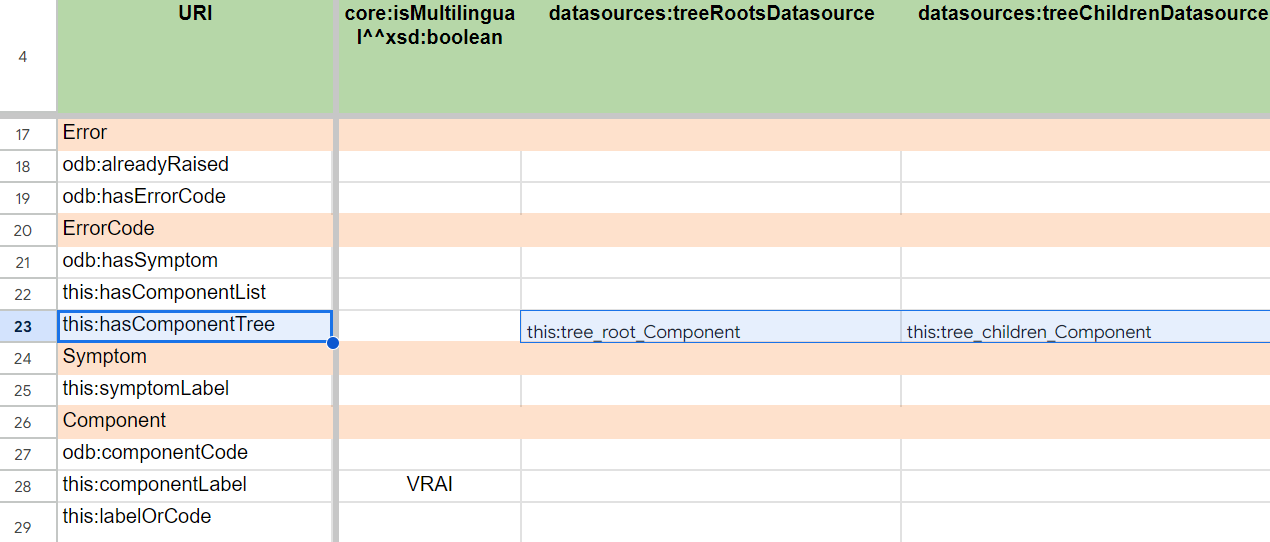 URI core:isMultilingua datasources:treeRootsDatasource datasources:treeChildrenDatasource
l^^xsd:boolean
4
17 Error
18 odb:alreadyRaised
19 odb:hasErrorCode
20 ErrorCode
21 odb:hasSymptom
22 this:hasComponentList
23 this:hasComponentTree this:tree_root_Component this:tree_children_Component
24 Symptom
25 this:symptomLabel
26 Component
27 odb:componentCode
28 this:componentLabel VRAI
29 this:labelOrCode